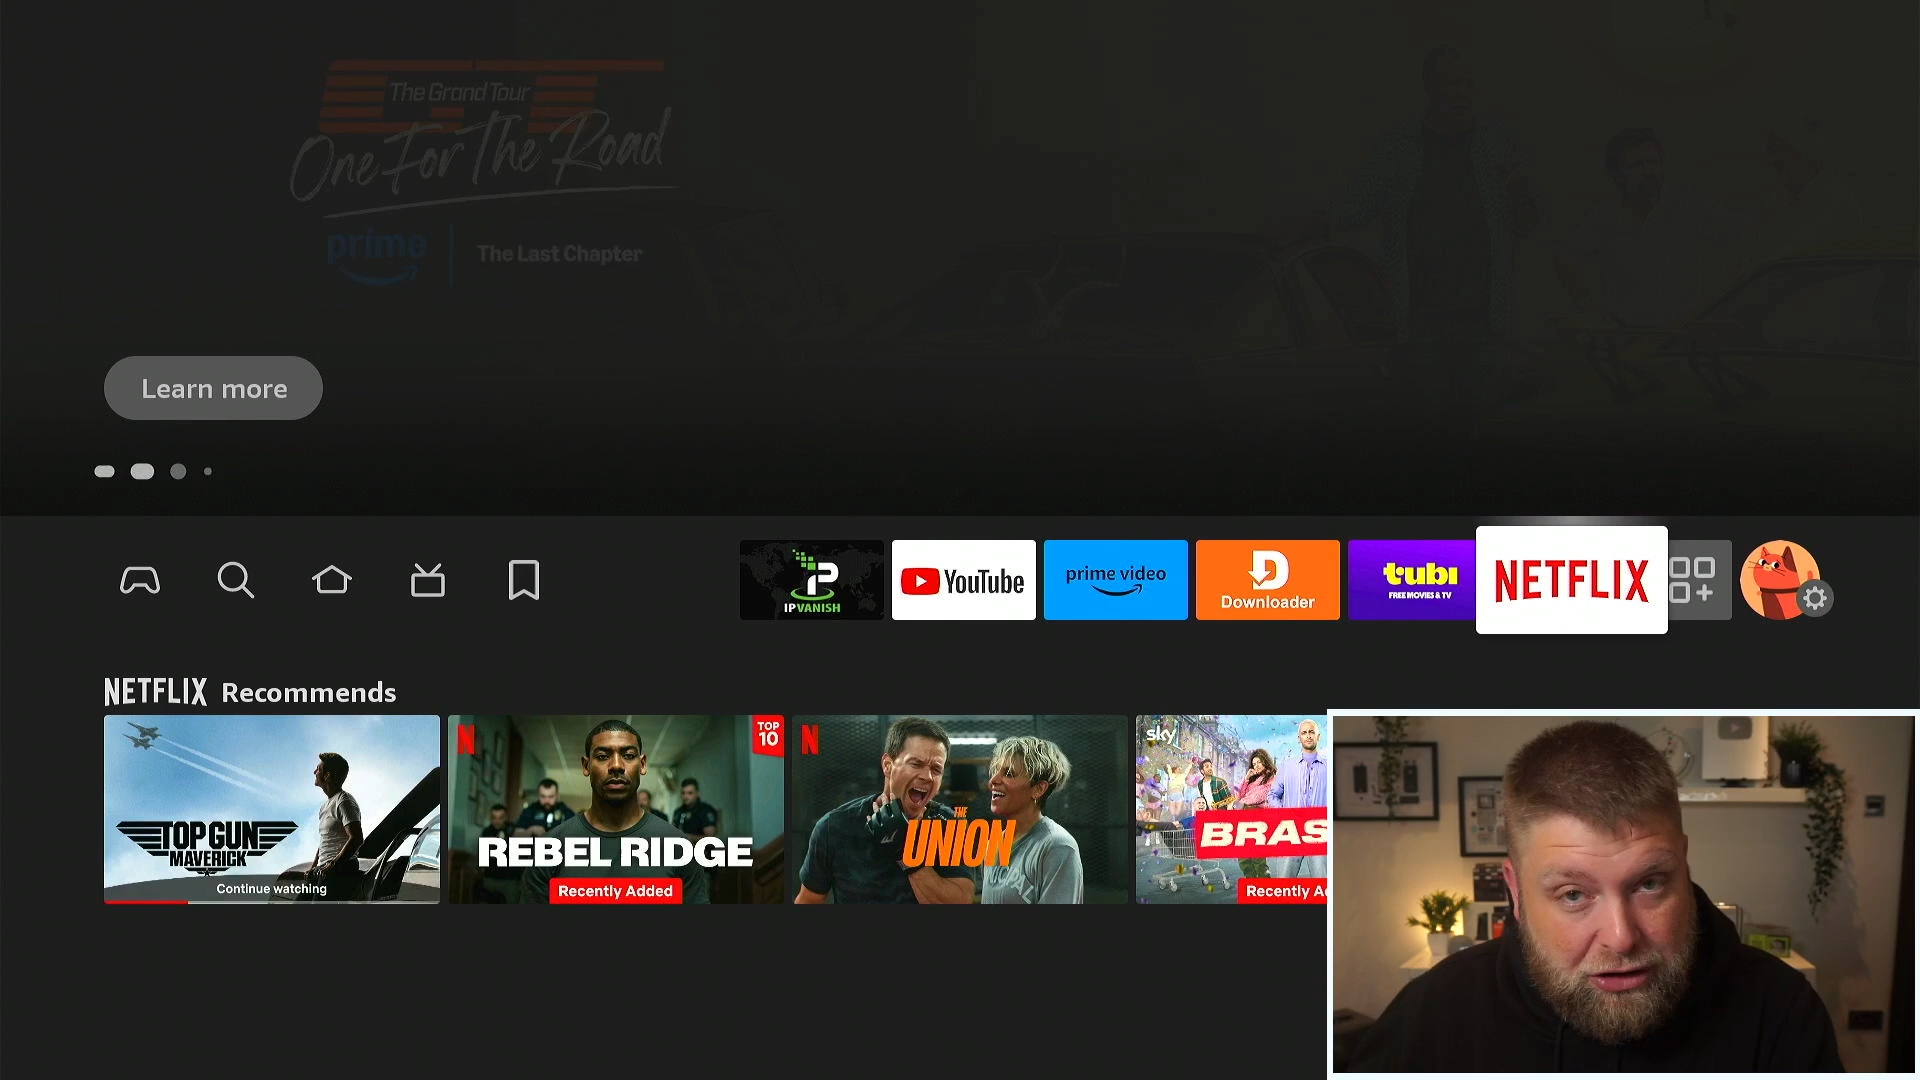 The Grand Tour
One For The Road
prime
The Last Chapter
Learn more
IPVANISH
YouTube
prime video
Downloader
tubi
FREE MOVIES & TV
NETFLIX
NETFLIX Recommends
TOP GUN
MAVERICK
Continue watching
N
TOP
10
REBEL RIDGE
Recently Added
N
THE
UNION
sky
BRAS
Recently A